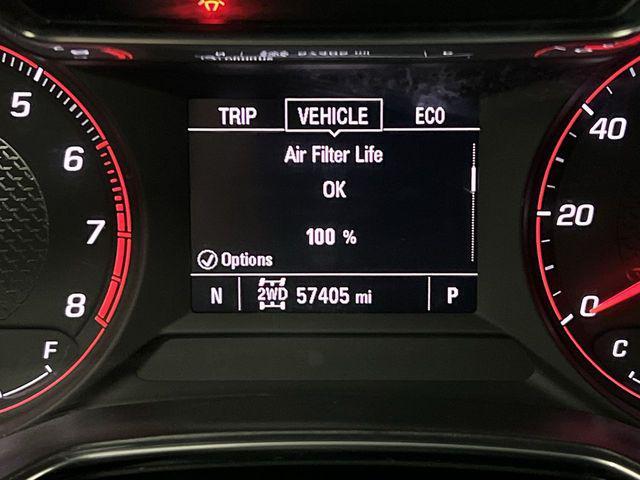 TRIP VEHICLE ECO
Air Filter Life
OK
100 %
Options
N 2WD 57405 mi P
5
6
7
8
F
40
20
0
C